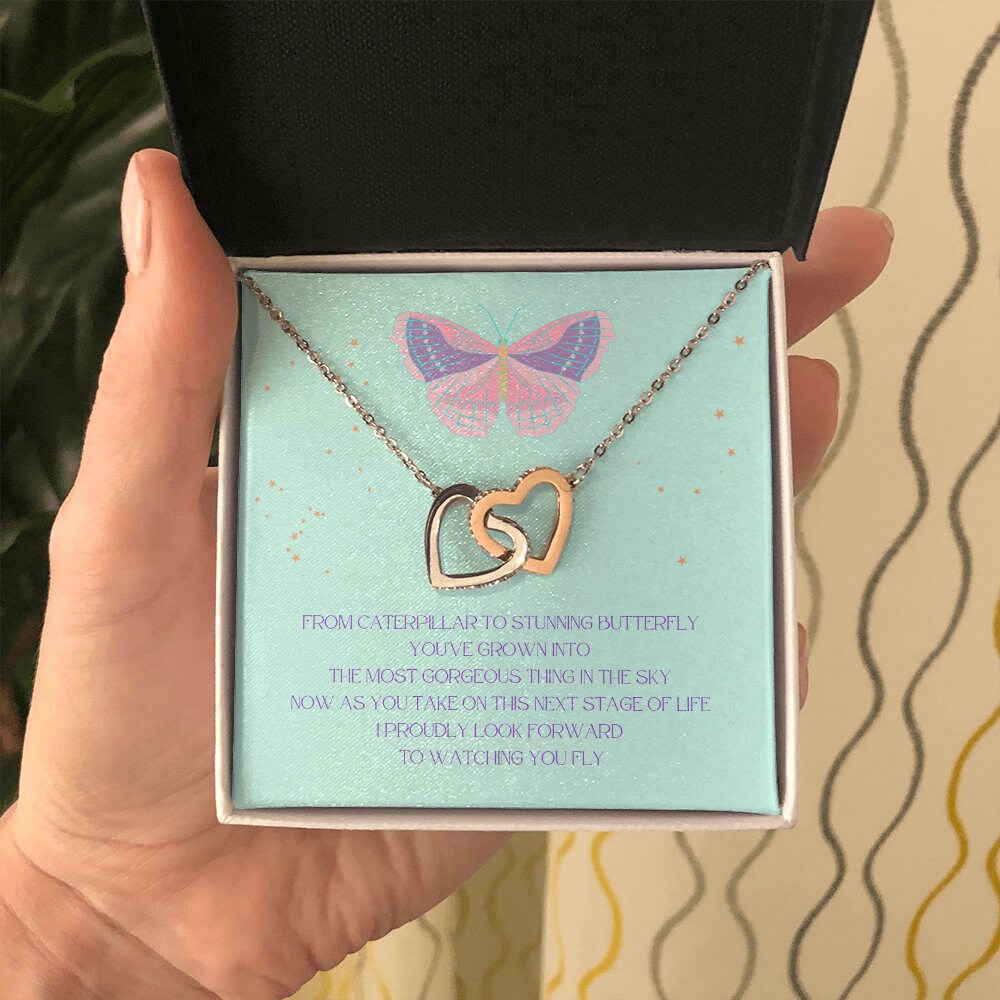 FROM CATERPILLAR TO STUNNING BUTTERFLY
YOU'VE GROWN INTO
THE MOST GORGEOUS THING IN THE SKY
NOW AS YOU TAKE ON THIS NEXT STAGE OF LIFE
I PROUDLY LOOK FORWARD
TO WATCHING YOU FLY